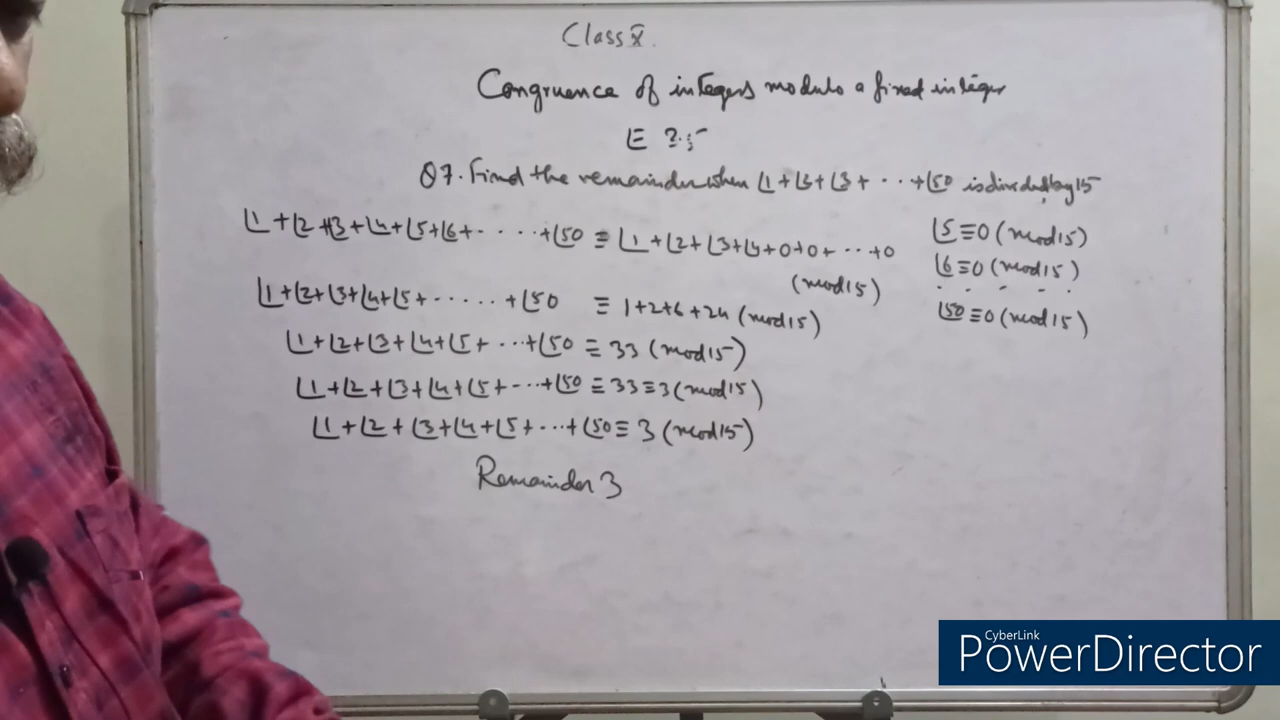 Class X.
Congruence of integers modulo a fixed integer
E 2.5
Q7. Find the remainder when ⌊1 + ⌊3 + ⌊3 + ... + ⌊50 is divided by 15
⌊1 + ⌊2 + ⌊3 + ⌊4 + ⌊5 + ⌊6 + ..... + ⌊50 ≡ ⌊1 + ⌊2 + ⌊3 + ⌊4 + 0 + 0 + ... + 0
(mod 15)
⌊1 + ⌊2 + ⌊3 + ⌊4 + ⌊5 + ...... + ⌊50 ≡ 1 + 2 + 6 + 24 (mod 15)
⌊1 + ⌊2 + ⌊3 + ⌊4 + ⌊5 + ... + ⌊50 ≡ 33 (mod 15)
⌊1 + ⌊2 + ⌊3 + ⌊4 + ⌊5 + ... + ⌊50 ≡ 33 ≡ 3 (mod 15)
⌊1 + ⌊2 + ⌊3 + ⌊4 + ⌊5 + ... + ⌊50 ≡ 3 (mod 15)
Remainder 3
⌊5 ≡ 0 (mod 15)
⌊6 ≡ 0 (mod 15)
. . . . .
⌊50 ≡ 0 (mod 15)
CyberLink
PowerDirector